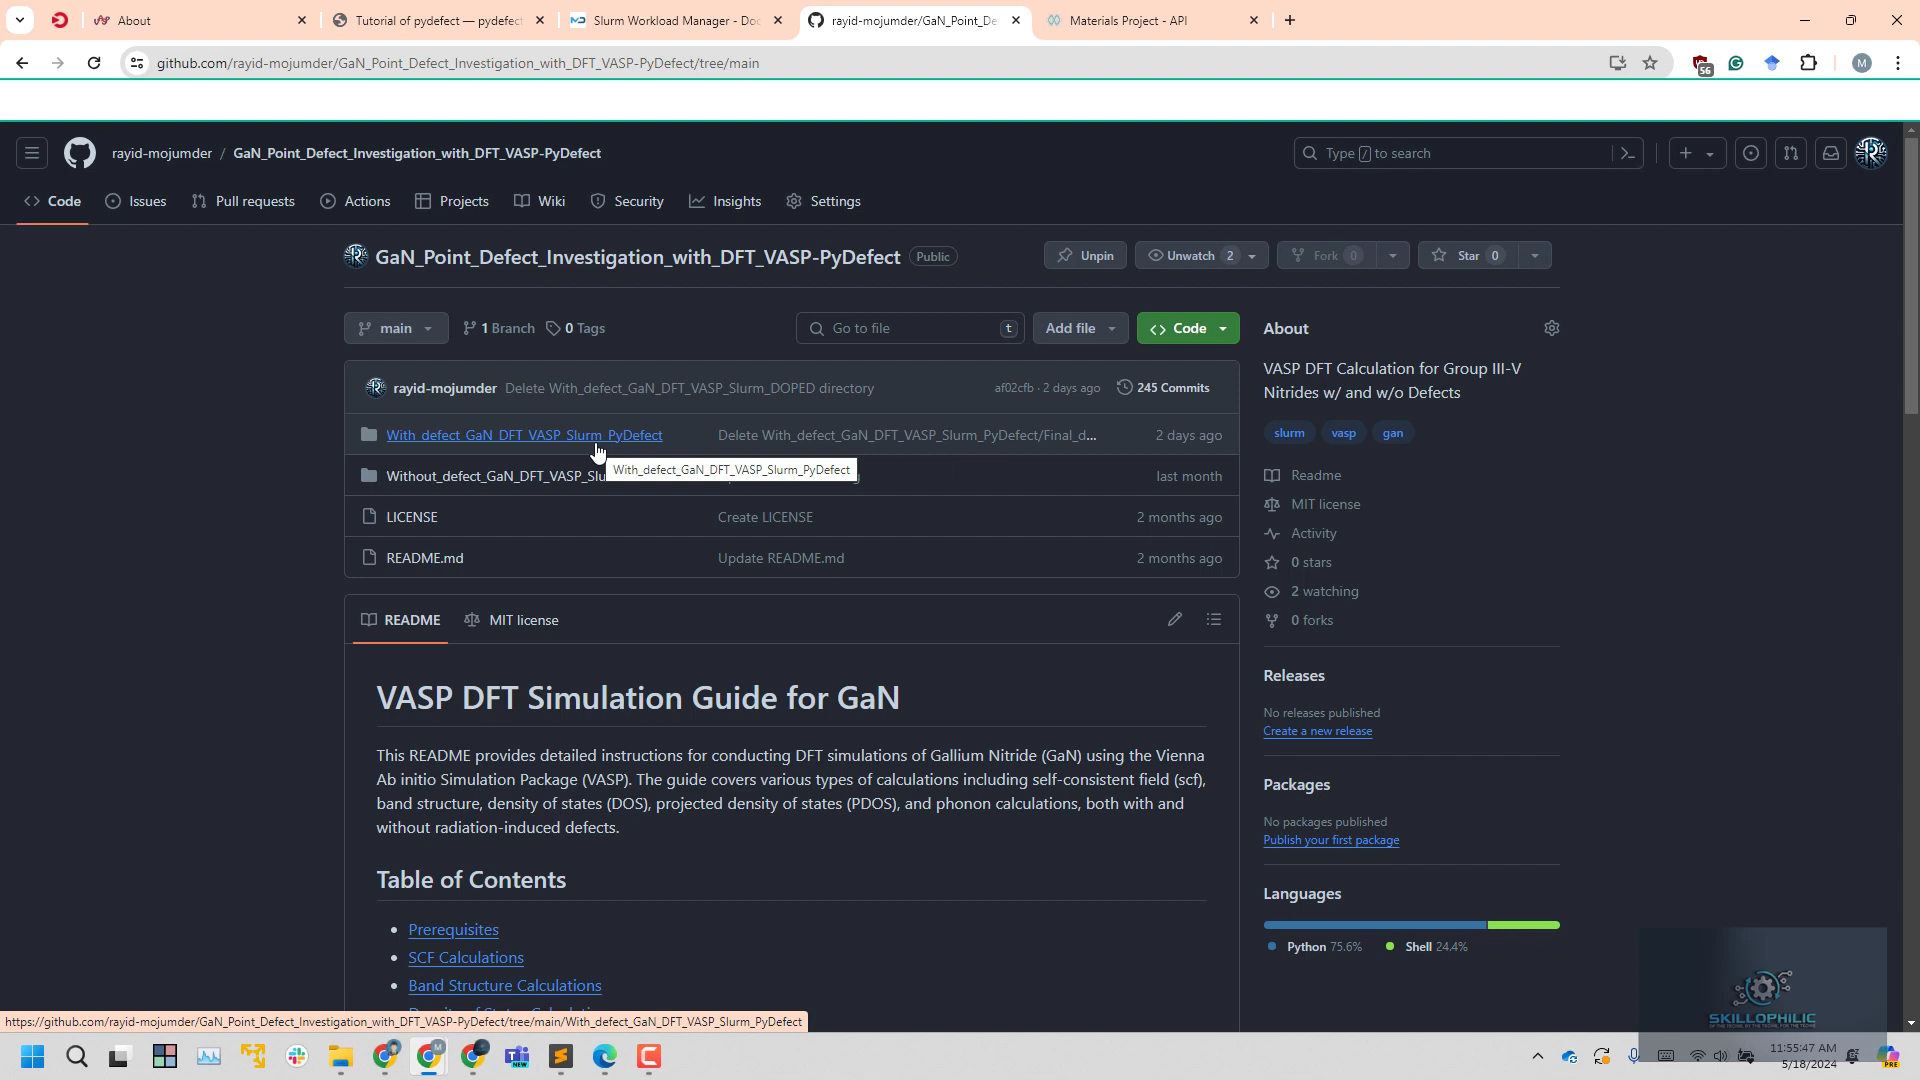 About
Tutorial of pydefect — pydefect
Slurm Workload Manager - Doc
rayid-mojumder/GaN_Point_De
Materials Project - API
github.com/rayid-mojumder/GaN_Point_Defect_Investigation_with_DFT_VASP-PyDefect/tree/main
56
M
rayid-mojumder / GaN_Point_Defect_Investigation_with_DFT_VASP-PyDefect
Type / to search
Code
Issues
Pull requests
Actions
Projects
Wiki
Security
Insights
Settings
GaN_Point_Defect_Investigation_with_DFT_VASP-PyDefect Public
Unpin
Unwatch 2
Fork 0
Star 0
main
1 Branch
0 Tags
Go to file
t
Add file
Code
rayid-mojumder Delete With_defect_GaN_DFT_VASP_Slurm_DOPED directory
af02cfb · 2 days ago
245 Commits
With_defect_GaN_DFT_VASP_Slurm_PyDefect
Delete With_defect_GaN_DFT_VASP_Slurm_PyDefect/Final_d...
2 days ago
With_defect_GaN_DFT_VASP_Slurm_PyDefect
Without_defect_GaN_DFT_VASP_Slu
last month
LICENSE
Create LICENSE
2 months ago
README.md
Update README.md
2 months ago
README
MIT license
VASP DFT Simulation Guide for GaN
This README provides detailed instructions for conducting DFT simulations of Gallium Nitride (GaN) using the Vienna
Ab initio Simulation Package (VASP). The guide covers various types of calculations including self-consistent field (scf),
band structure, density of states (DOS), projected density of states (PDOS), and phonon calculations, both with and
without radiation-induced defects.
Table of Contents
Prerequisites
SCF Calculations
Band Structure Calculations
About
VASP DFT Calculation for Group III-V
Nitrides w/ and w/o Defects
slurm vasp gan
Readme
MIT license
Activity
0 stars
2 watching
0 forks
Releases
No releases published
Create a new release
Packages
No packages published
Publish your first package
Languages
Python 75.6%
Shell 24.4%
SKILLOPHILIC
https://github.com/rayid-mojumder/GaN_Point_Defect_Investigation_with_DFT_VASP-PyDefect/tree/main/With_defect_GaN_DFT_VASP_Slurm_PyDefect
11:55:47 AM
5/18/2024
NEW
PRE